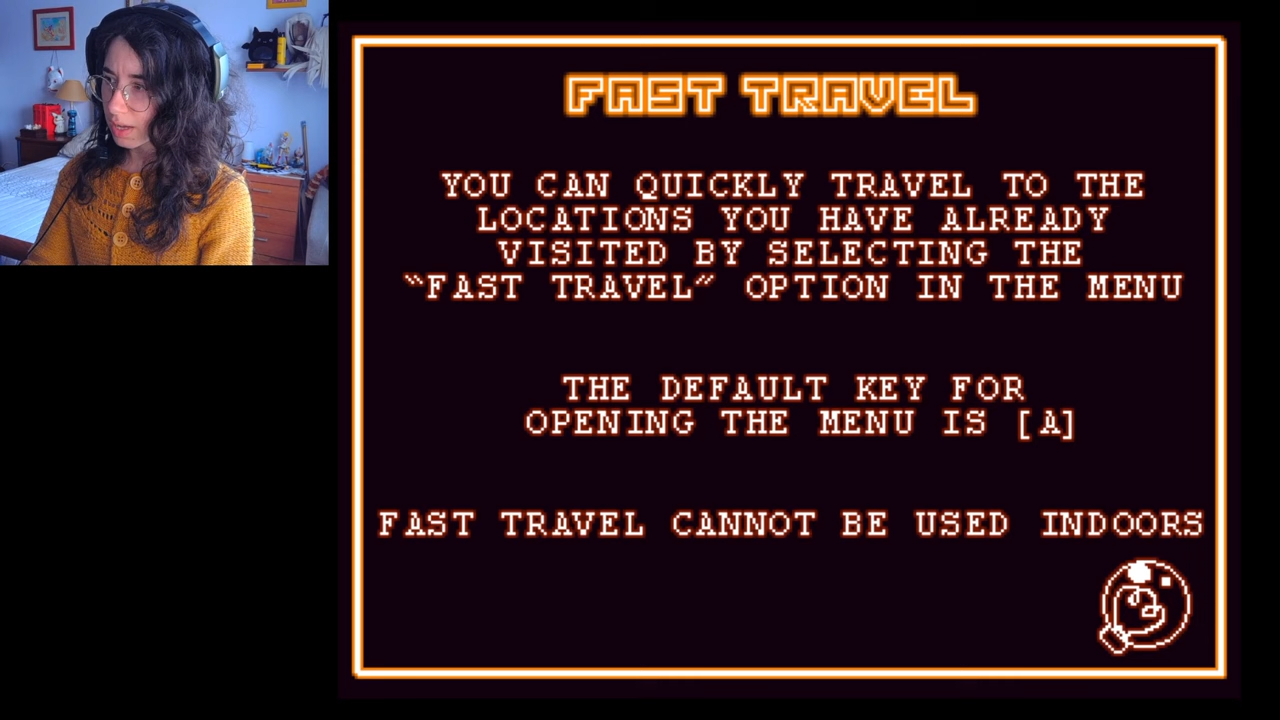 FAST TRAVEL
YOU CAN QUICKLY TRAVEL TO THE
LOCATIONS YOU HAVE ALREADY
VISITED BY SELECTING THE
"FAST TRAVEL" OPTION IN THE MENU
THE DEFAULT KEY FOR
OPENING THE MENU IS [A]
FAST TRAVEL CANNOT BE USED INDOORS